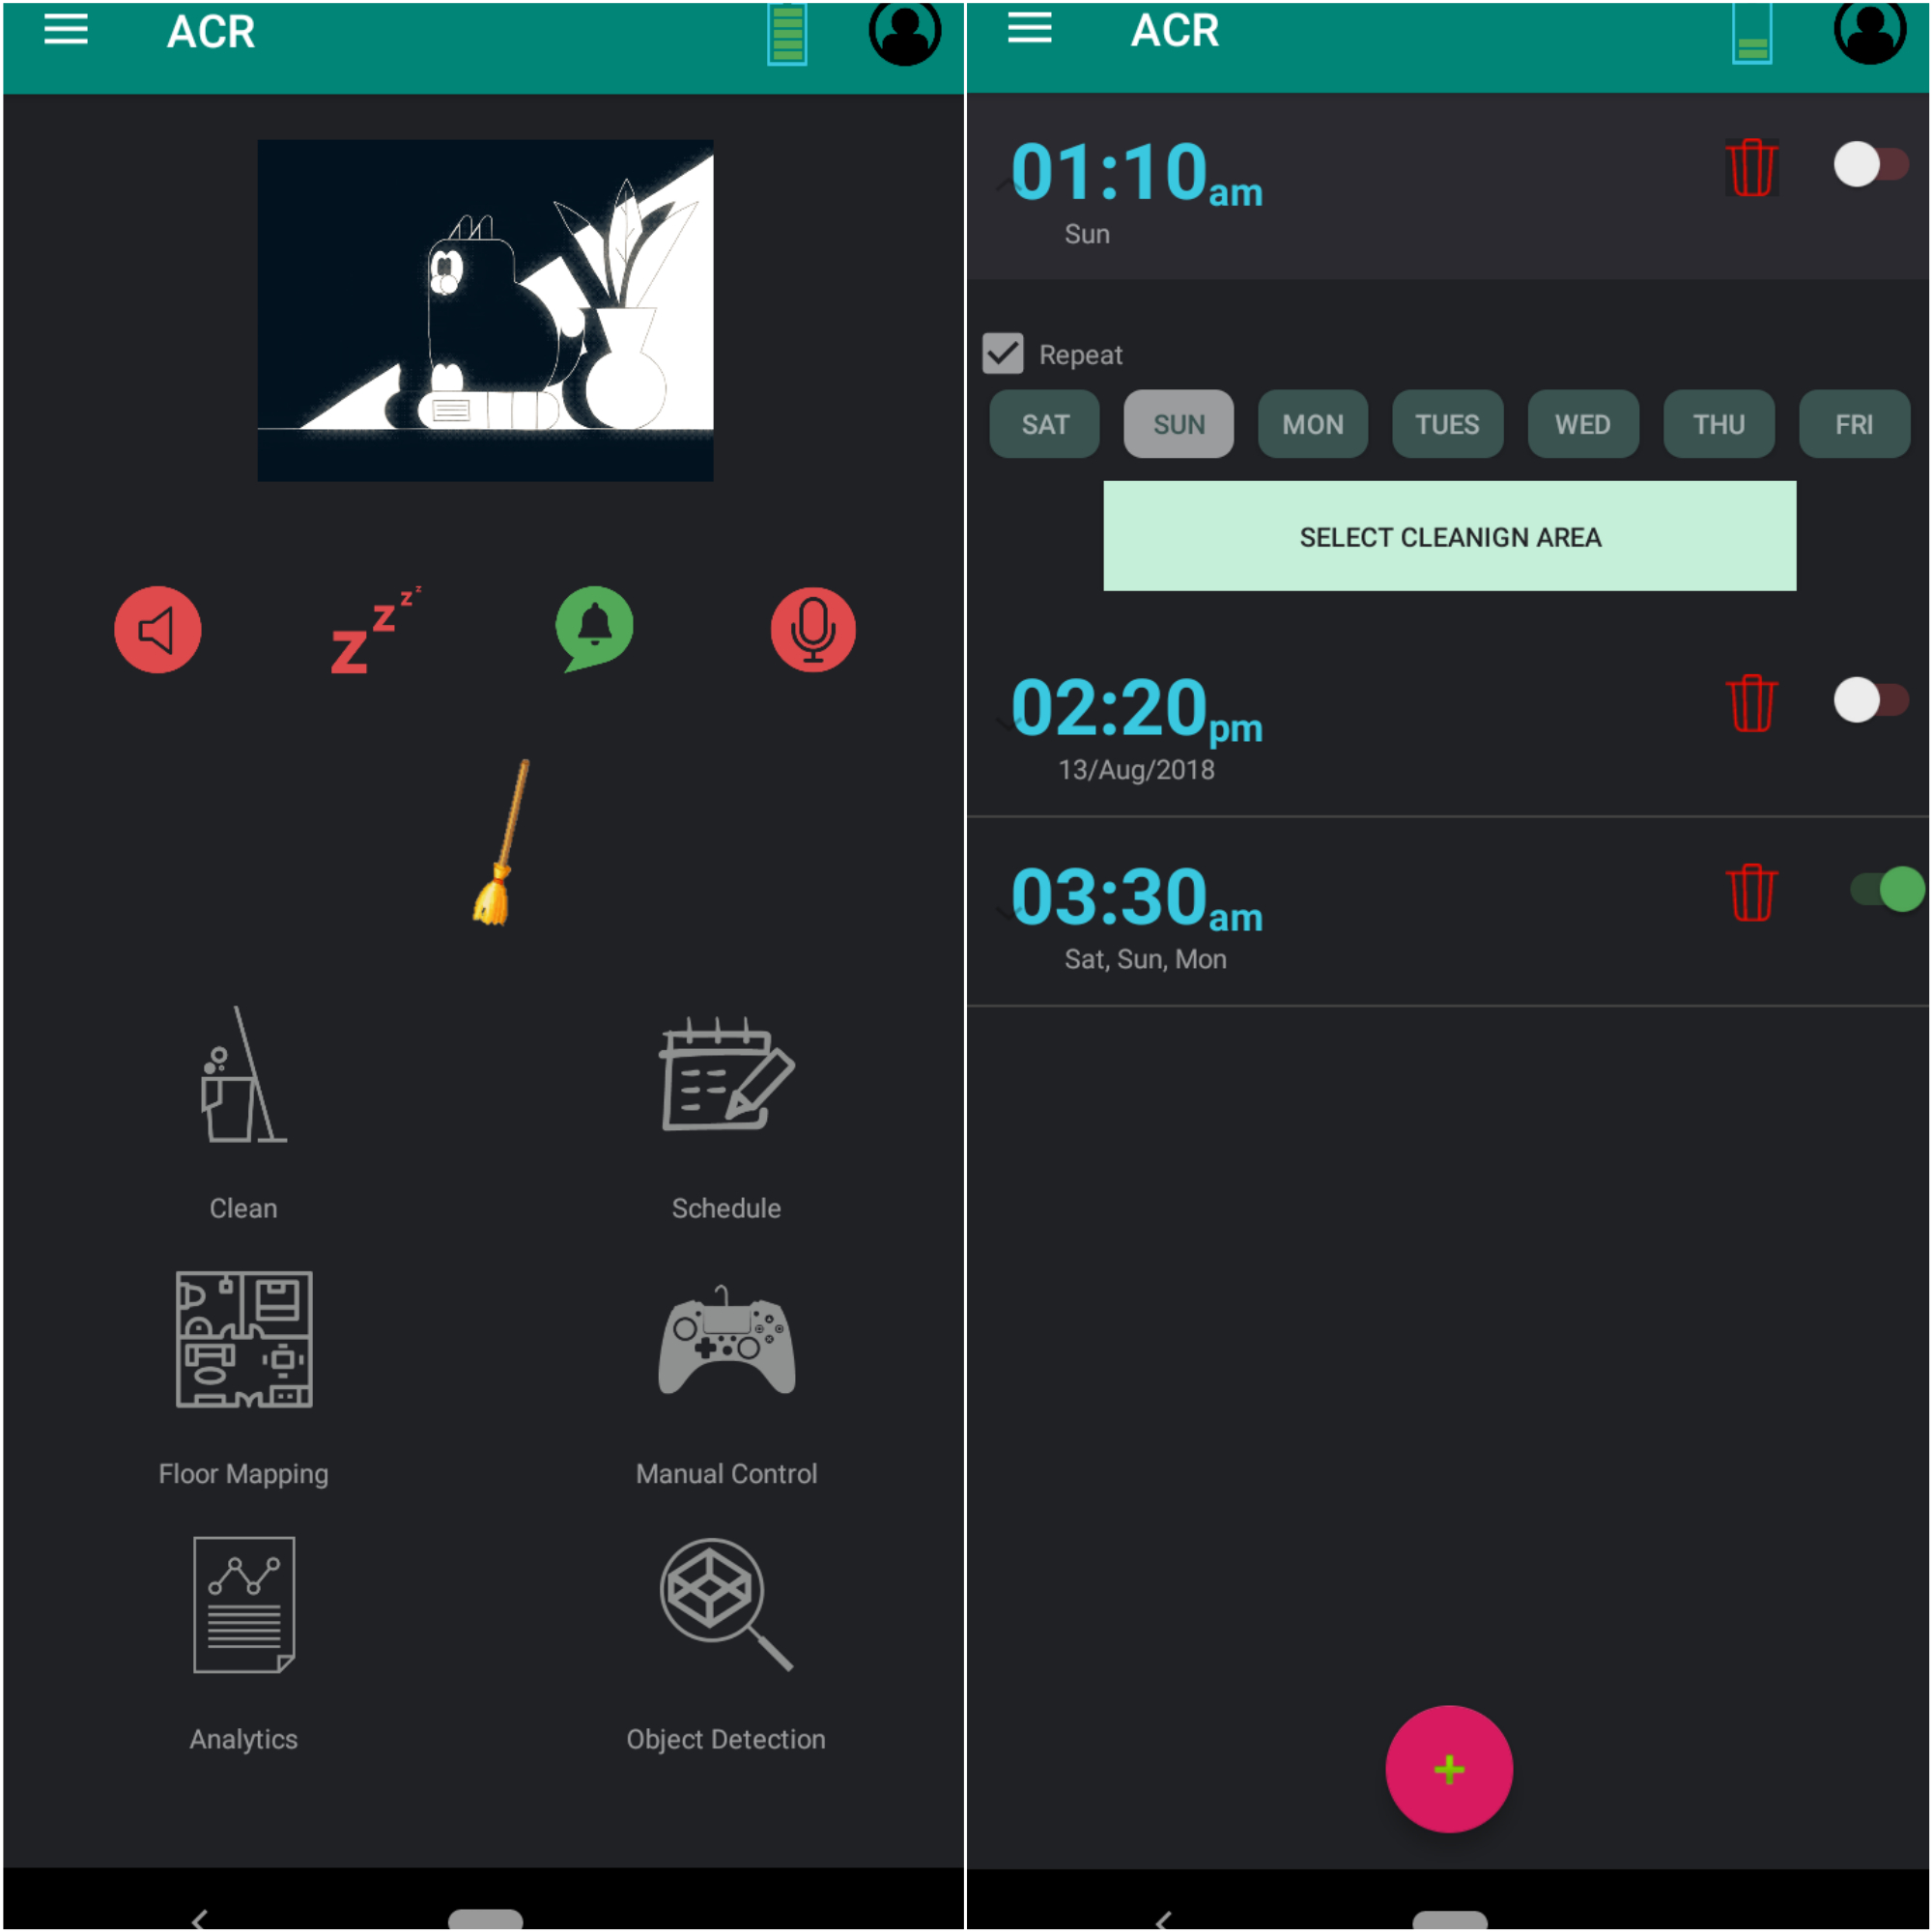 ACR
z z z z
Clean
Schedule
Floor Mapping
Manual Control
Analytics
Object Detection
ACR
01:10am
Sun
Repeat
SAT SUN MON TUES WED THU FRI
SELECT CLEANIGN AREA
02:20pm
13/Aug/2018
03:30am
Sat, Sun, Mon
+